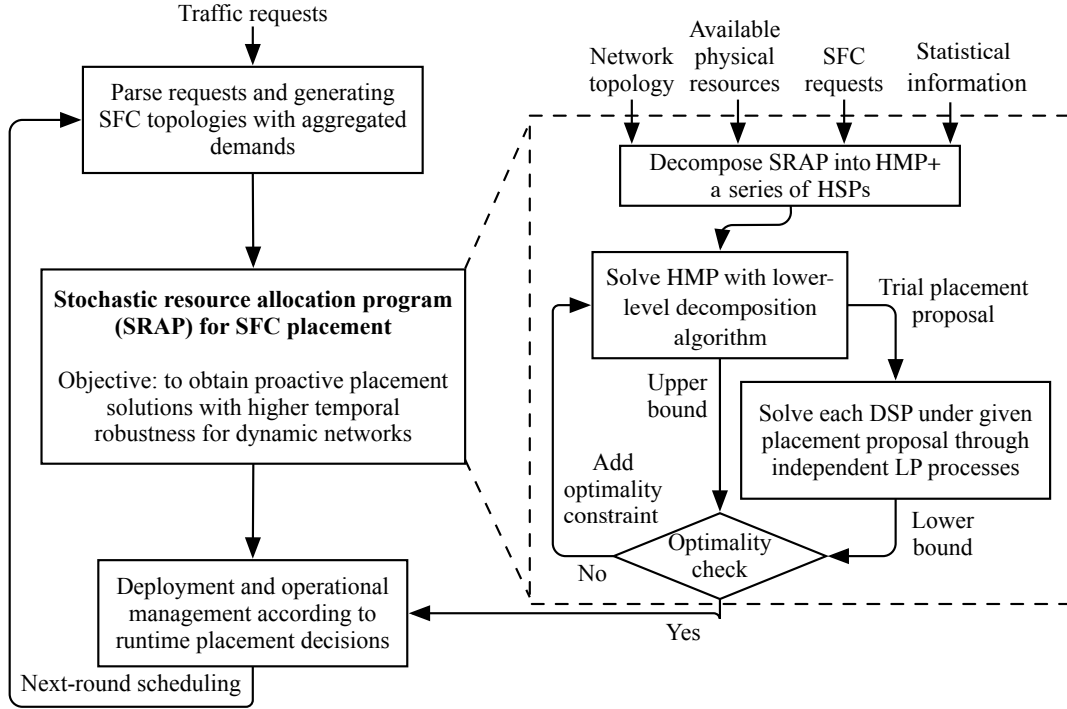 Traffic requests
Parse requests and generating
SFC topologies with aggregated
demands
Stochastic resource allocation program
(SRAP) for SFC placement
Objective: to obtain proactive placement
solutions with higher temporal
robustness for dynamic networks
Deployment and operational
management according to
runtime placement decisions
Next-round scheduling
Network
topology
Available
physical
resources
SFC
requests
Statistical
information
Decompose SRAP into HMP+
a series of HSPs
Solve HMP with lower-
level decomposition
algorithm
Trial placement
proposal
Upper
bound
Solve each DSP under given
placement proposal through
independent LP processes
Add
optimality
constraint
Lower
bound
Optimality
check
No
Yes